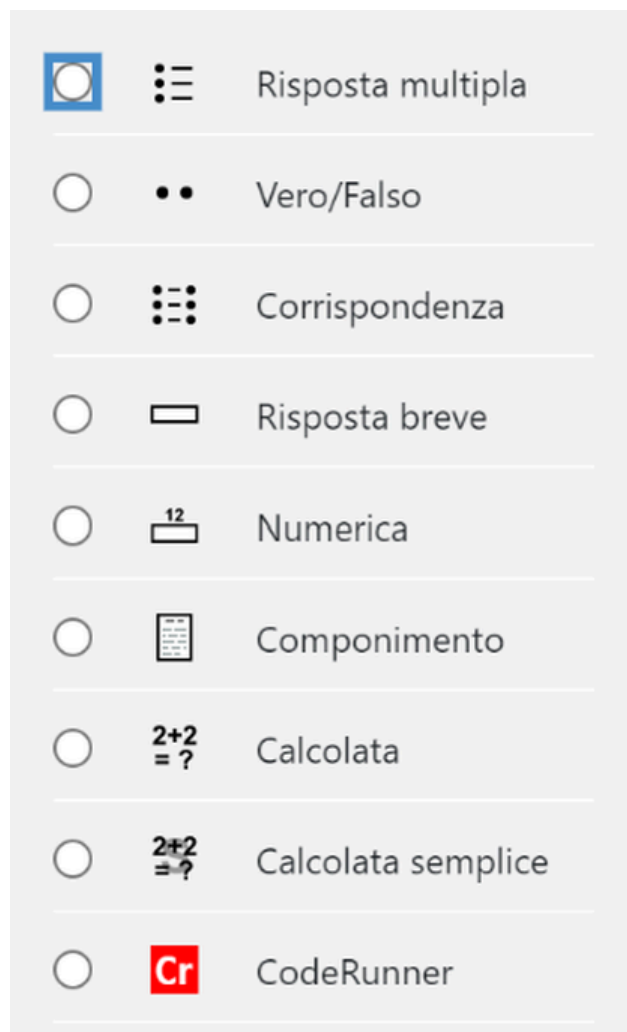 Risposta multipla
Vero/Falso
Corrispondenza
Risposta breve
12
Numerica
Componimento
2+2
= ?
Calcolata
2+2
= ?
Calcolata semplice
Cr
CodeRunner